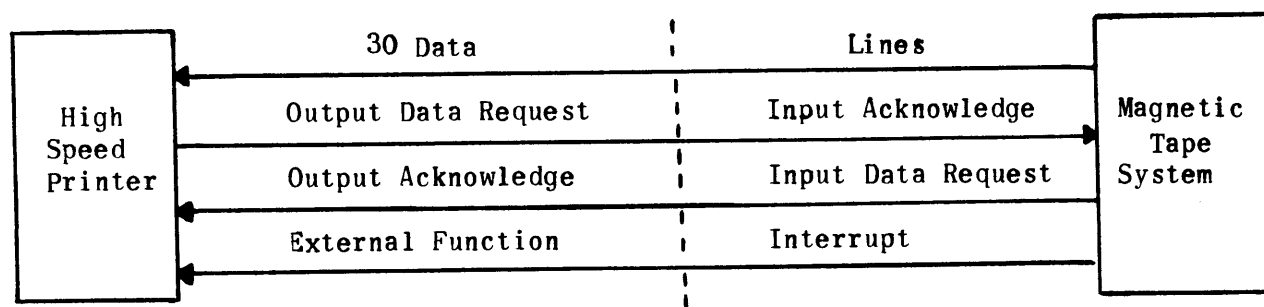 30 Data Lines
High
Speed
Printer
Output Data Request Input Acknowledge
Output Acknowledge Input Data Request
External Function Interrupt
Magnetic
Tape
System